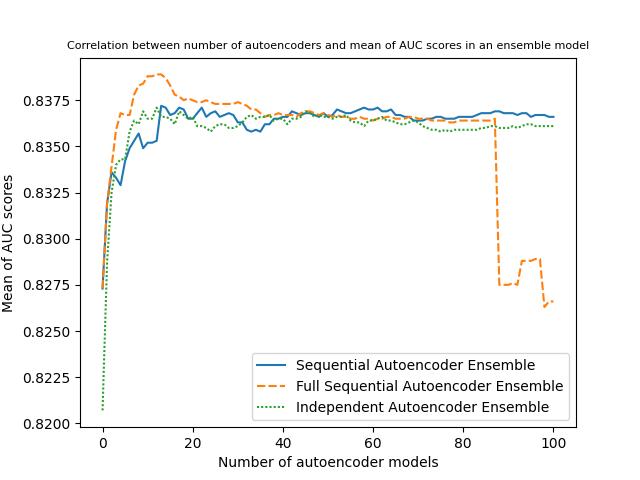 Correlation between number of autoencoders and mean of AUC scores in an ensemble model
Mean of AUC scores
0.8375
0.8350
0.8325
0.8300
0.8275
0.8250
0.8225
0.8200
Sequential Autoencoder Ensemble
Full Sequential Autoencoder Ensemble
Independent Autoencoder Ensemble
0 20 40 60 80 100
Number of autoencoder models